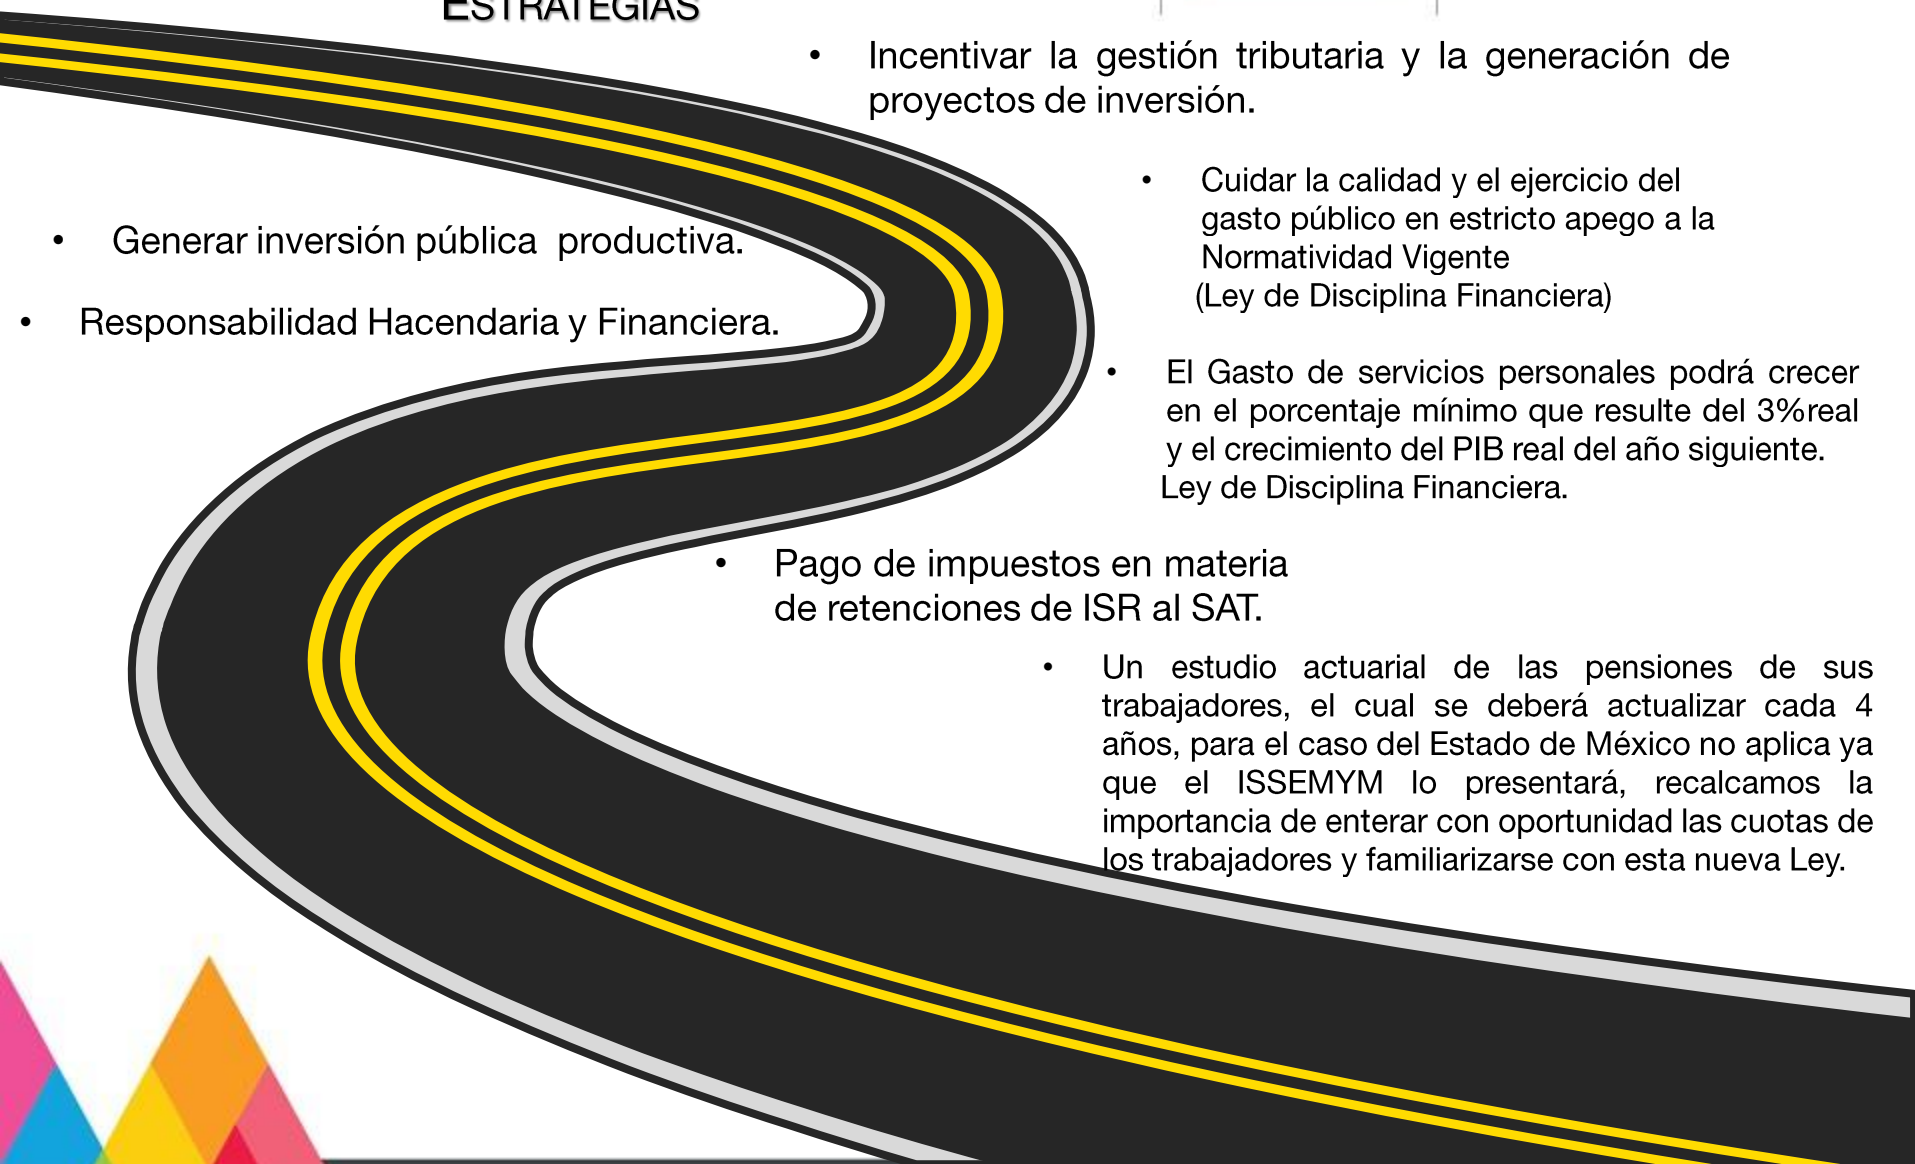 ESTRATEGIAS
• Incentivar la gestión tributaria y la generación de
proyectos de inversión.
• Cuidar la calidad y el ejercicio del
gasto público en estricto apego a la
Normatividad Vigente
(Ley de Disciplina Financiera)
• Generar inversión pública productiva.
• Responsabilidad Hacendaria y Financiera.
• El Gasto de servicios personales podrá crecer
en el porcentaje mínimo que resulte del 3%real
y el crecimiento del PIB real del año siguiente.
Ley de Disciplina Financiera.
• Pago de impuestos en materia
de retenciones de ISR al SAT.
• Un estudio actuarial de las pensiones de sus
trabajadores, el cual se deberá actualizar cada 4
años, para el caso del Estado de México no aplica ya
que el ISSEMYM lo presentará, recalcamos la
importancia de enterar con oportunidad las cuotas de
los trabajadores y familiarizarse con esta nueva Ley.